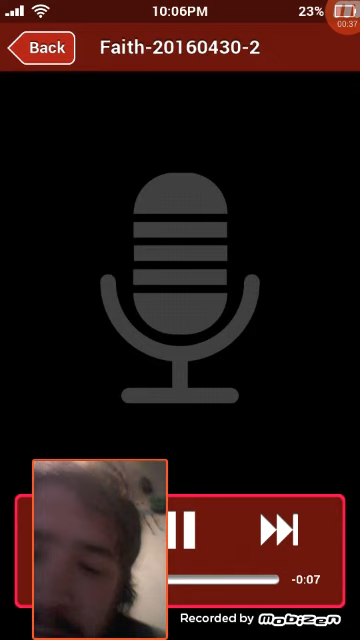 10:06PM
23%
00:37
Back
Faith-20160430-2
-0:07
Recorded by mobizen